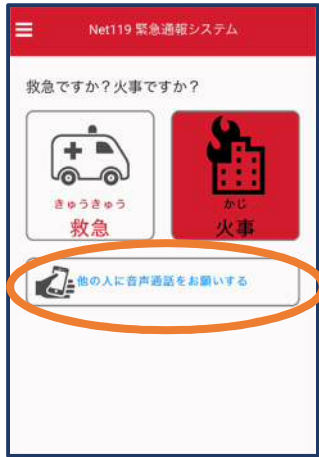 Net119 緊急通報システム
救急ですか？火事ですか？
きゅうきゅう
救急
かじ
火事
他の人に音声通話をお願いする